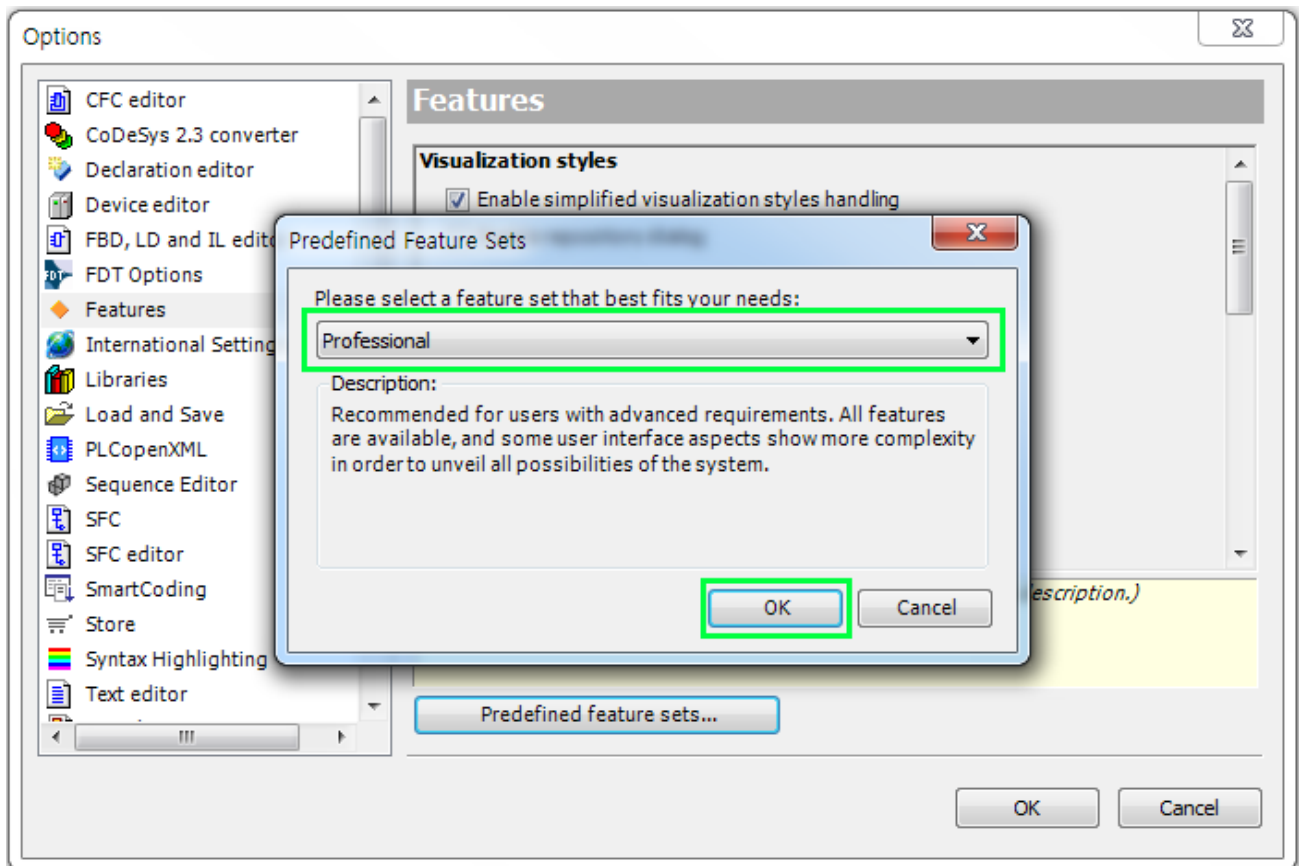 Options
CFC editor
CoDeSys 2.3 converter
Declaration editor
Device editor
FBD, LD and IL edito
FDT Options
Features
International Setting
Libraries
Load and Save
PLCopenXML
Sequence Editor
SFC
SFC editor
SmartCoding
Store
Syntax Highlighting
Text editor
Features
Visualization styles
Enable simplified visualization styles handling
Predefined Feature Sets
Please select a feature set that best fits your needs:
Professional
Description:
Recommended for users with advanced requirements. All features
are available, and some user interface aspects show more complexity
in order to unveil all possibilities of the system.
OK
Cancel
escription.)
Predefined feature sets...
OK
Cancel